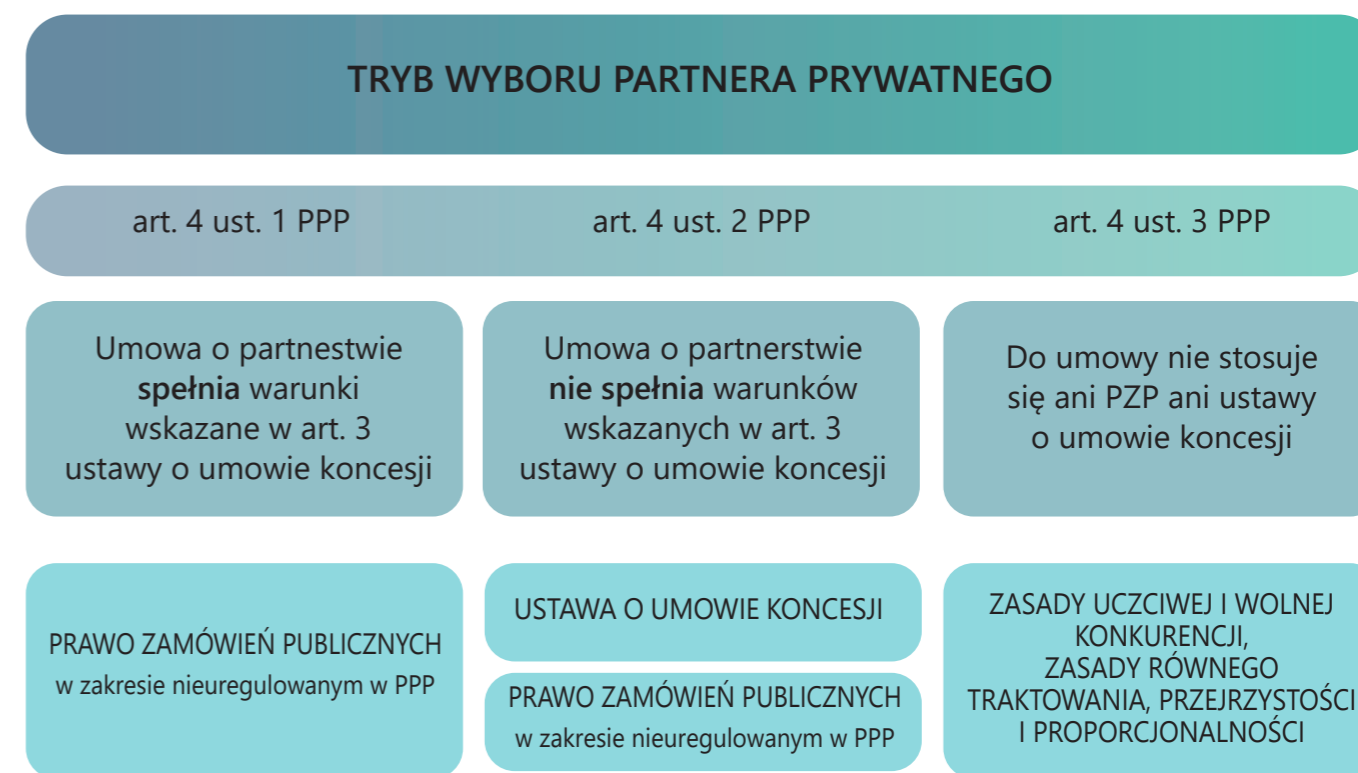 TRYB WYBORU PARTNERA PRYWATNEGO
art. 4 ust. 1 PPP
art. 4 ust. 2 PPP
art. 4 ust. 3 PPP
Umowa o partnestwie
spełnia warunki
wskazane w art. 3
ustawy o umowie koncesji
Umowa o partnerstwie
nie spełnia warunków
wskazanych w art. 3
ustawy o umowie koncesji
Do umowy nie stosuje
się ani PZP ani ustawy
o umowie koncesji
PRAWO ZAMÓWIEŃ PUBLICZNYCH
w zakresie nieuregulowanym w PPP
USTAWA O UMOWIE KONCESJI
PRAWO ZAMÓWIEŃ PUBLICZNYCH
w zakresie nieuregulowanym w PPP
ZASADY UCZCIWEJ I WOLNEJ
KONKURENCJI,
ZASADY RÓWNEGO
TRAKTOWANIA, PRZEJRZYSTOŚCI
I PROPORCJONALNOŚCI